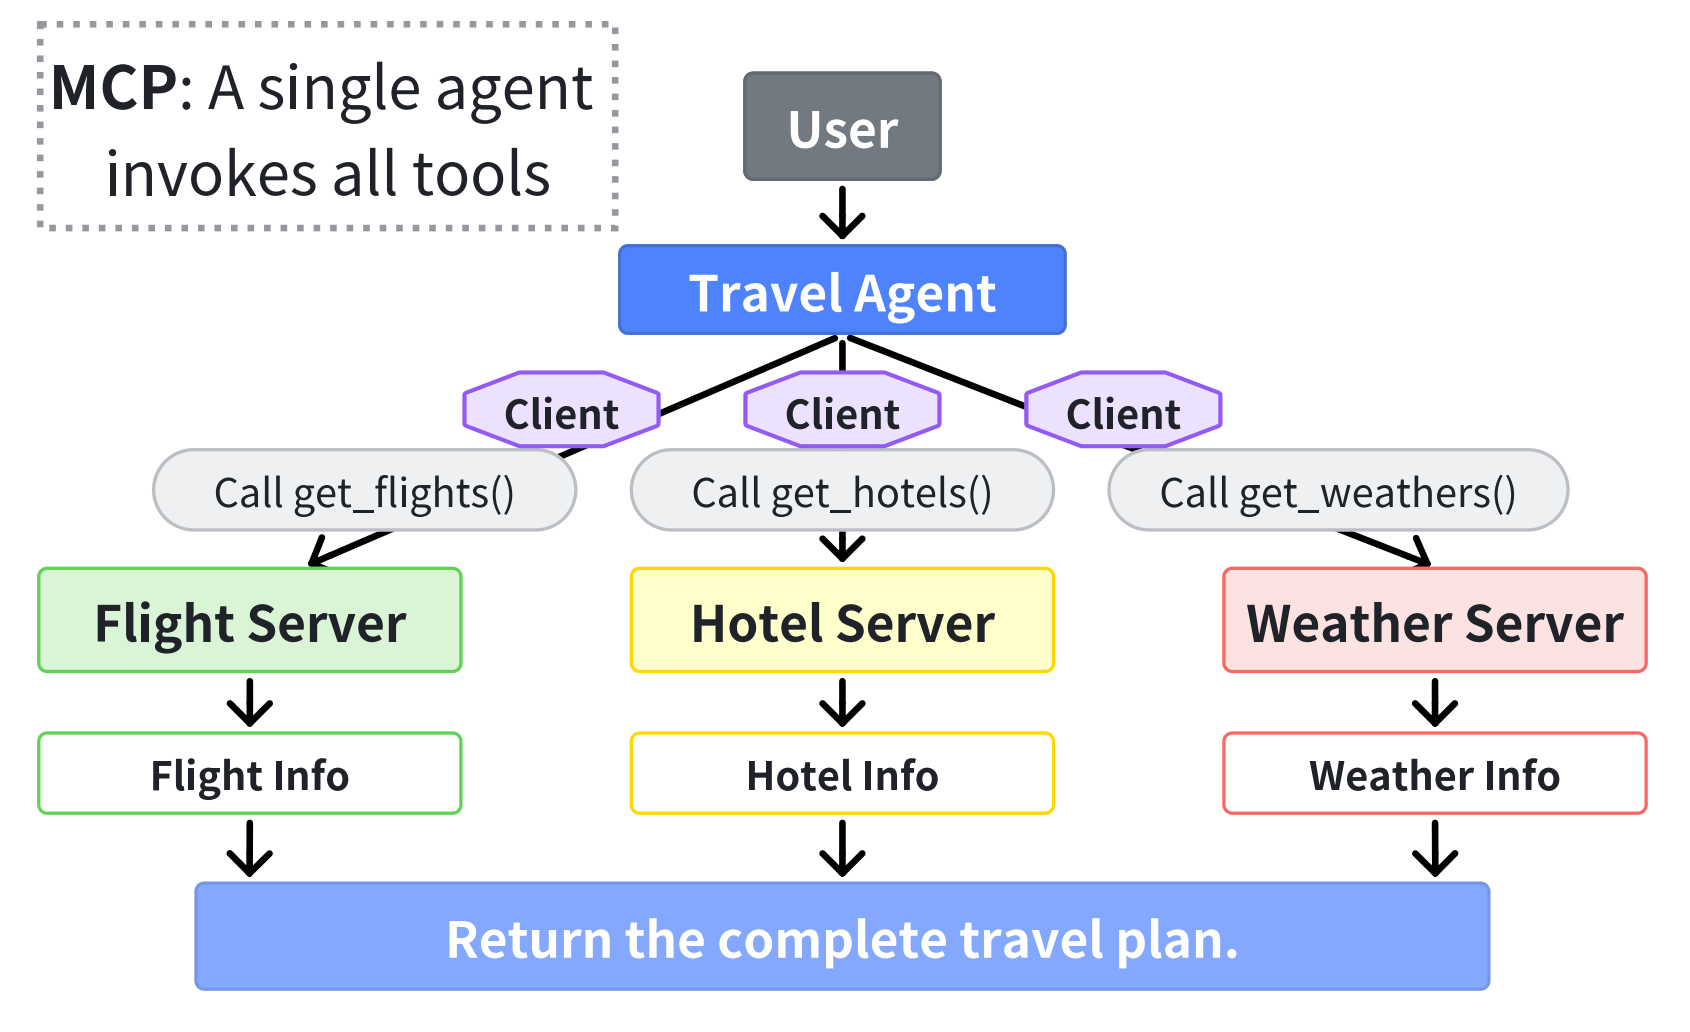 MCP: A single agent
invokes all tools
User
Travel Agent
Client
Client
Client
Call get_flights()
Call get_hotels()
Call get_weathers()
Flight Server
Hotel Server
Weather Server
Flight Info
Hotel Info
Weather Info
Return the complete travel plan.